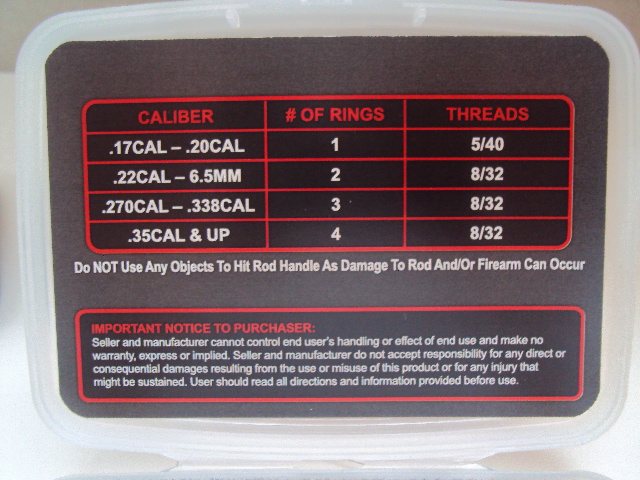 CALIBER # OF RINGS THREADS
.17CAL – .20CAL 1 5/40
.22CAL – 6.5MM 2 8/32
.270CAL – .338CAL 3 8/32
.35CAL & UP 4 8/32
Do NOT Use Any Objects To Hit Rod Handle As Damage To Rod And/Or Firearm Can Occur
IMPORTANT NOTICE TO PURCHASER:
Seller and manufacturer cannot control end user's handling or effect of end use and make no
warranty, express or implied. Seller and manufacturer do not accept responsibility for any direct or
consequential damages resulting from the use or misuse of this product or for any injury that
might be sustained. User should read all directions and information provided before use.